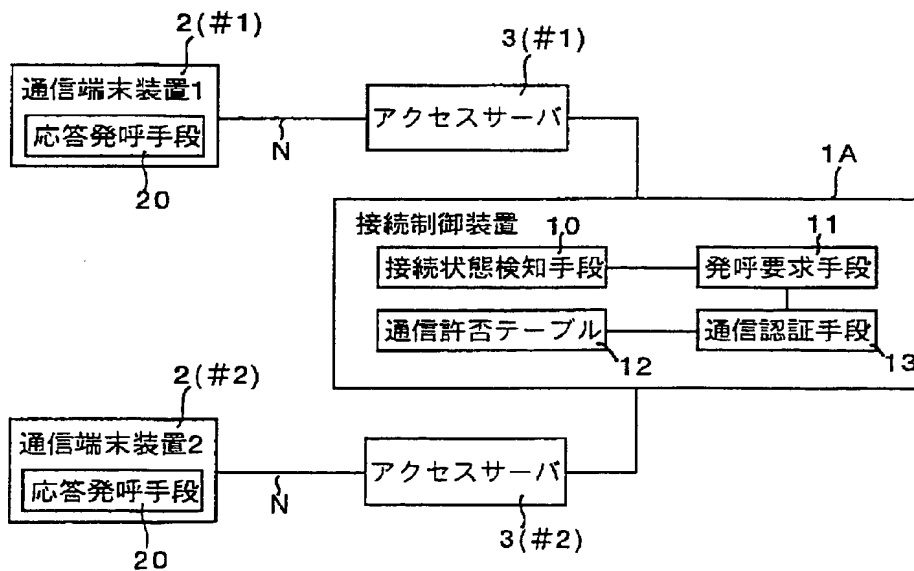 2(#1)
通信端末装置1
応答発呼手段
20
N
3(#1)
アクセスサーバ
1A
接続制御装置
10
接続状態検知手段
11
発呼要求手段
通信許否テーブル
12
通信認証手段
13
2(#2)
通信端末装置2
応答発呼手段
20
N
アクセスサーバ
3(#2)